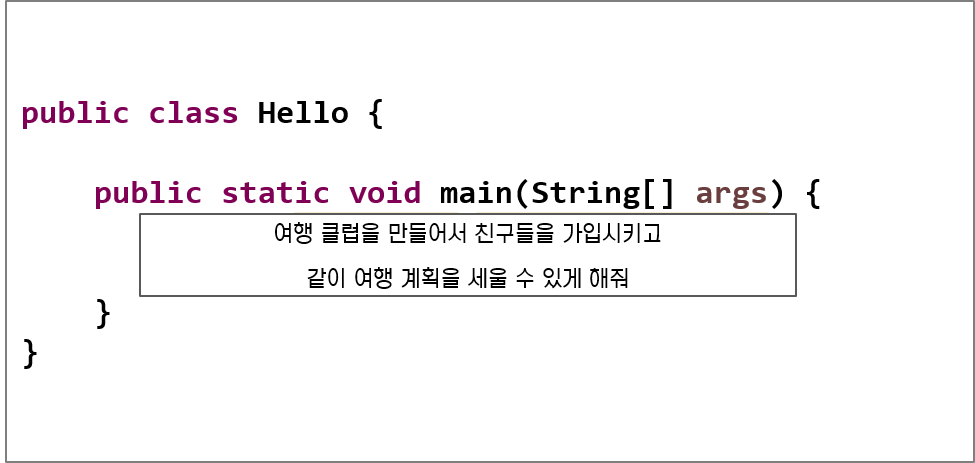 public class Hello {
public static void main(String[] args) {
여행 클럽을 만들어서 친구들을 가입시키고
같이 여행 계획을 세울 수 있게 해줘
}
}